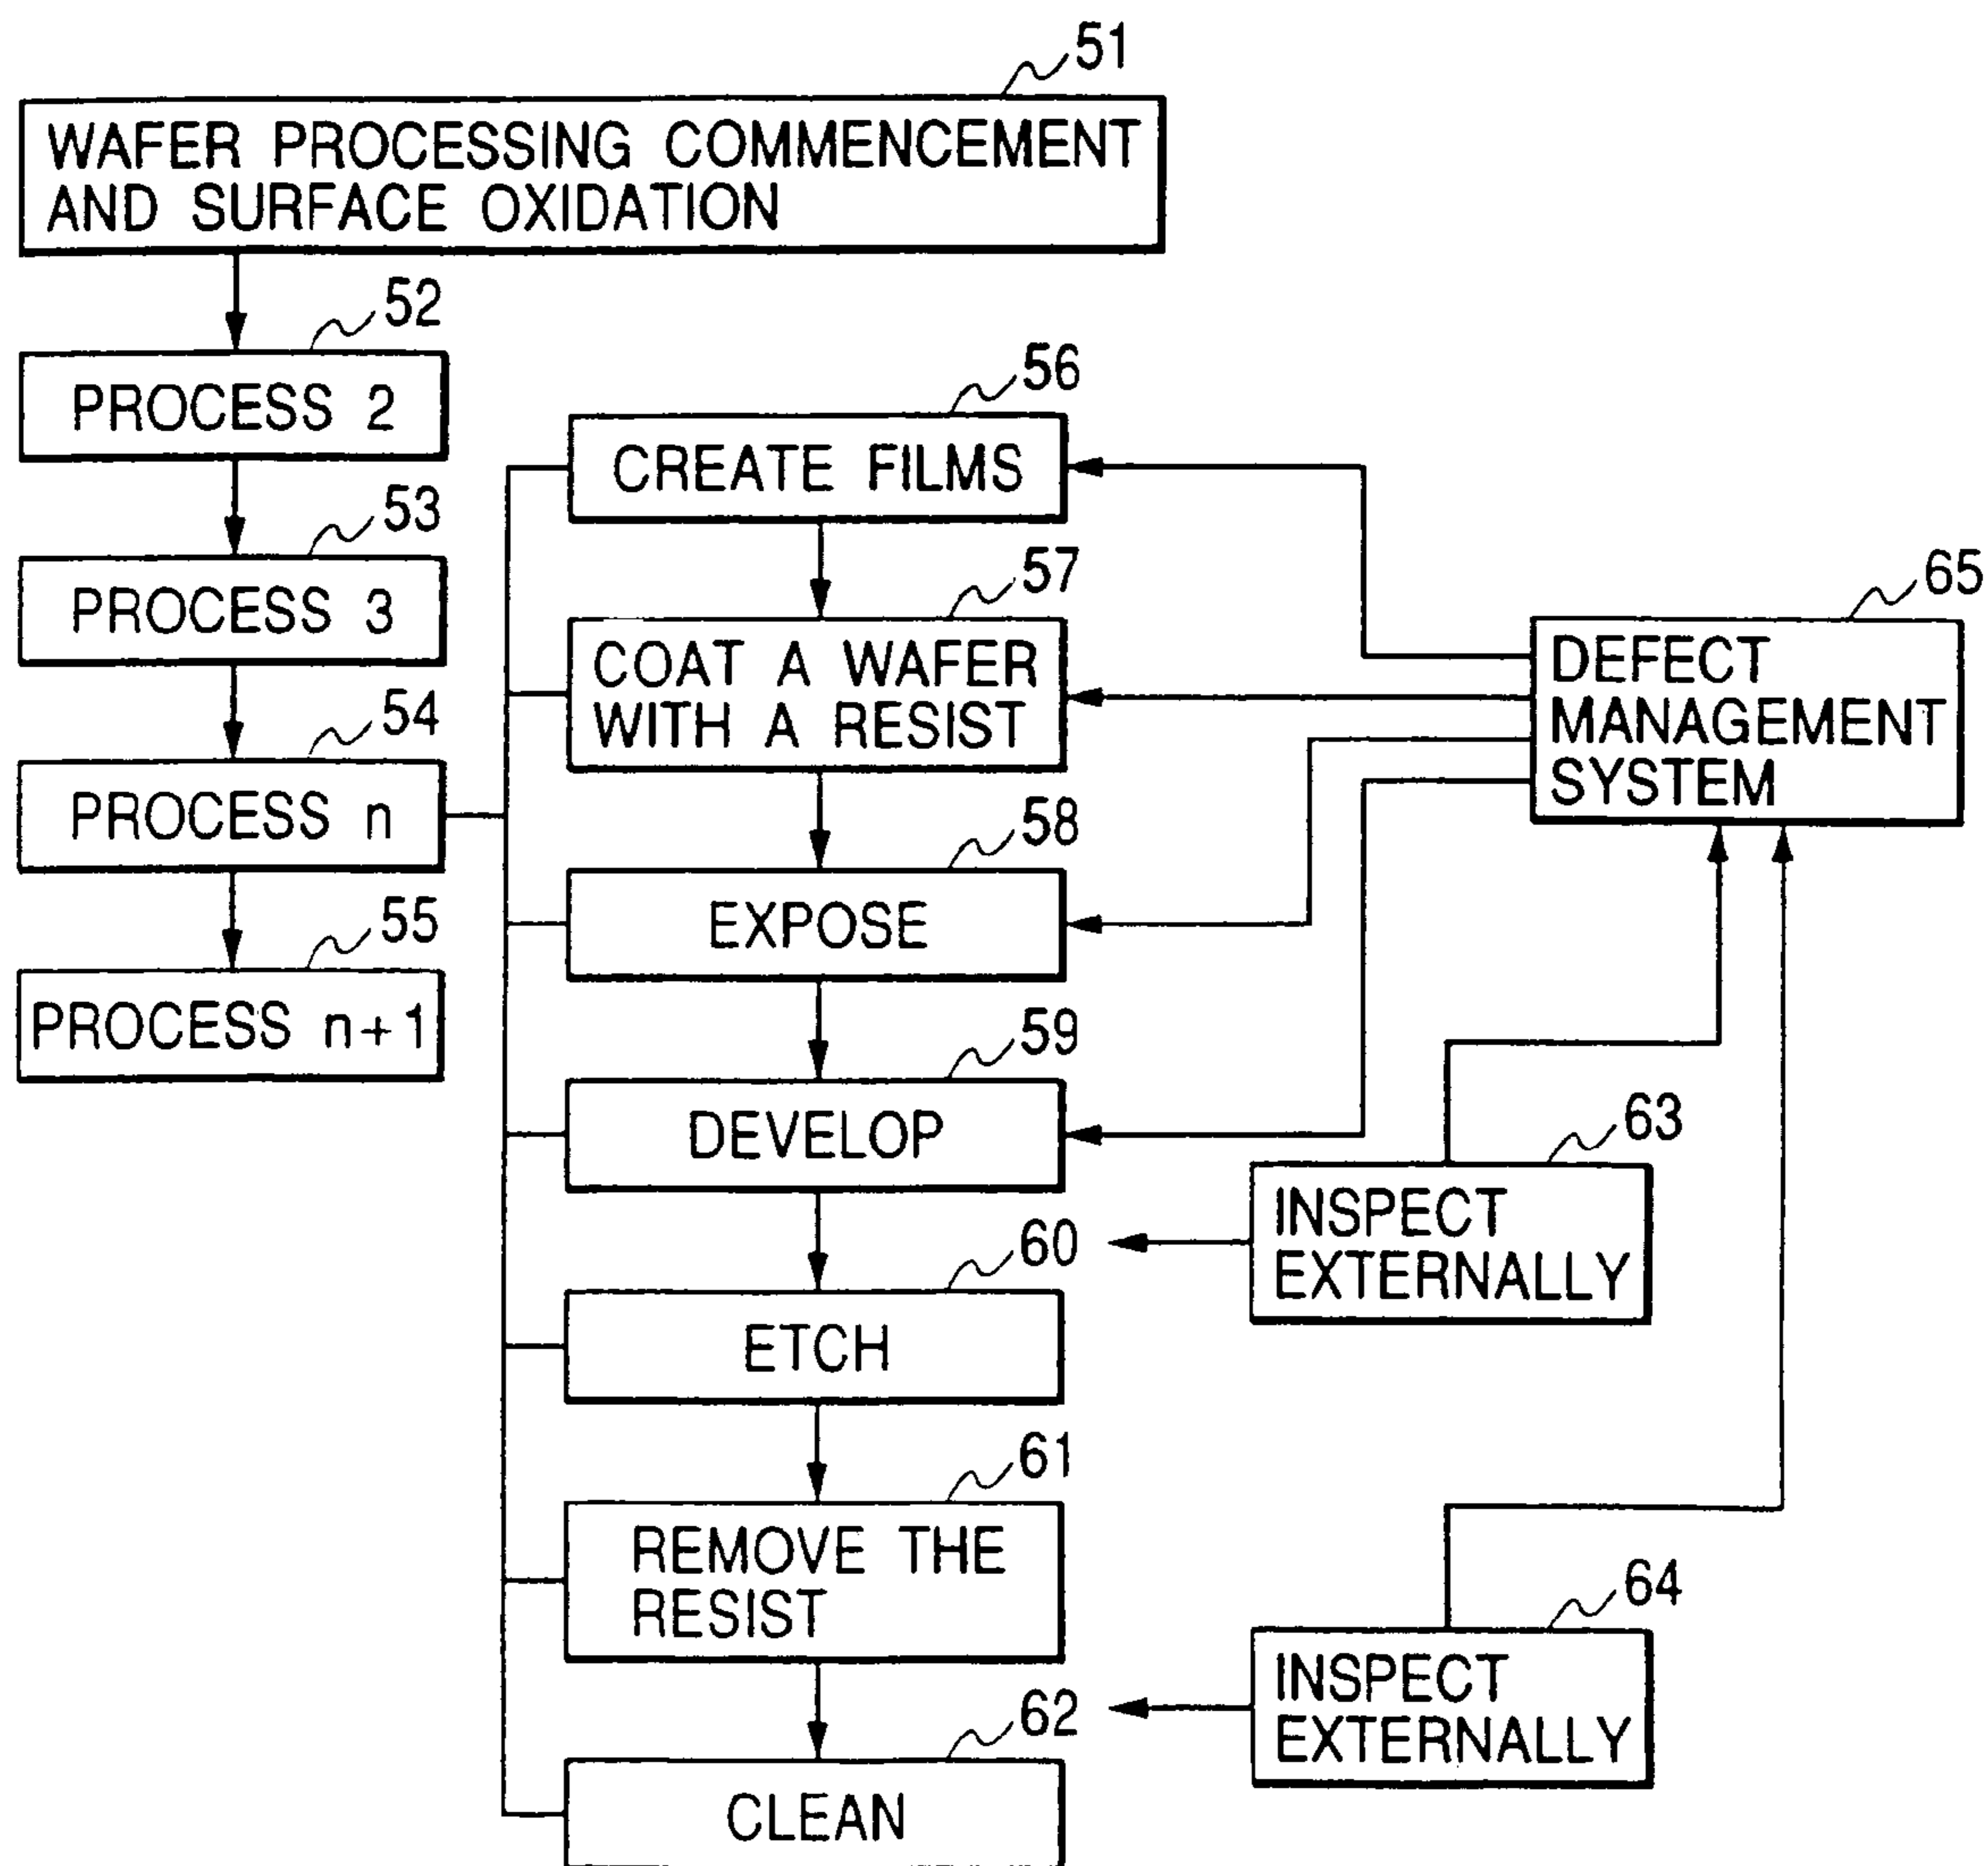 51
WAFER PROCESSING COMMENCEMENT
AND SURFACE OXIDATION
52
PROCESS 2
53
PROCESS 3
54
PROCESS n
55
PROCESS n+1
56
CREATE FILMS
57
COAT A WAFER
WITH A RESIST
58
EXPOSE
59
DEVELOP
60
ETCH
61
REMOVE THE
RESIST
62
CLEAN
65
DEFECT
MANAGEMENT
SYSTEM
63
INSPECT
EXTERNALLY
64
INSPECT
EXTERNALLY